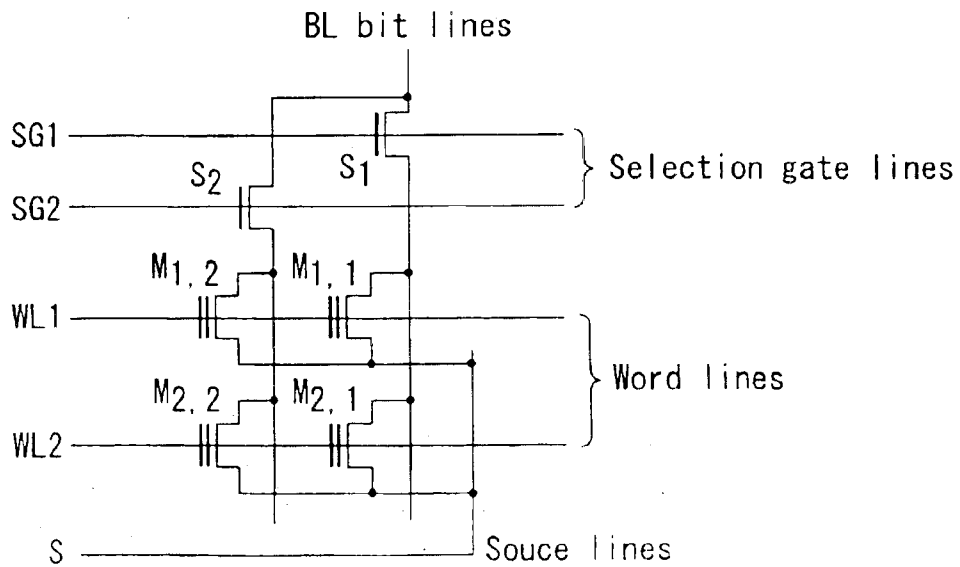 BL bit lines
SG1
S1
Selection gate lines
S2
SG2
M1, 2
M1, 1
WL1
Word lines
M2, 2
M2, 1
WL2
S
Souce lines